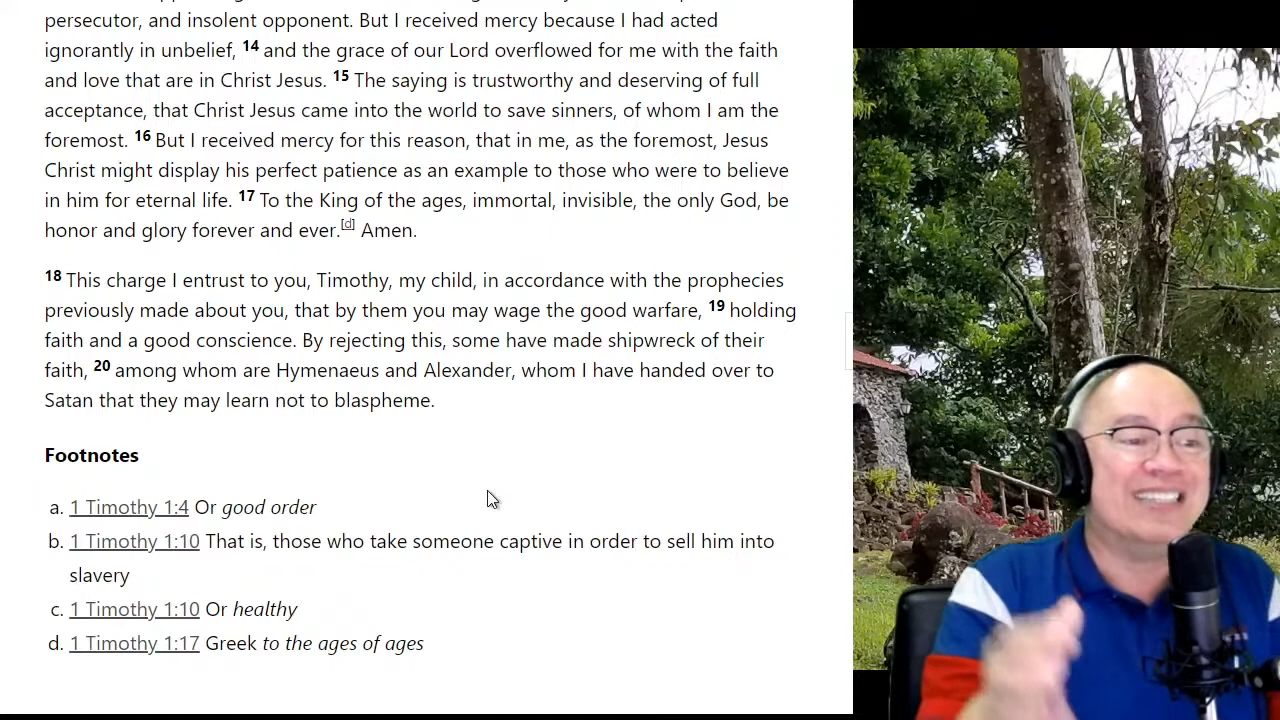 persecutor, and insolent opponent. But I received mercy because I had acted
ignorantly in unbelief, 14 and the grace of our Lord overflowed for me with the faith
and love that are in Christ Jesus. 15 The saying is trustworthy and deserving of full
acceptance, that Christ Jesus came into the world to save sinners, of whom I am the
foremost. 16 But I received mercy for this reason, that in me, as the foremost, Jesus
Christ might display his perfect patience as an example to those who were to believe
in him for eternal life. 17 To the King of the ages, immortal, invisible, the only God, be
honor and glory forever and ever.[d] Amen.
18 This charge I entrust to you, Timothy, my child, in accordance with the prophecies
previously made about you, that by them you may wage the good warfare, 19 holding
faith and a good conscience. By rejecting this, some have made shipwreck of their
faith, 20 among whom are Hymenaeus and Alexander, whom I have handed over to
Satan that they may learn not to blaspheme.
Footnotes
a. 1 Timothy 1:4 Or good order
b. 1 Timothy 1:10 That is, those who take someone captive in order to sell him into
slavery
c. 1 Timothy 1:10 Or healthy
d. 1 Timothy 1:17 Greek to the ages of ages